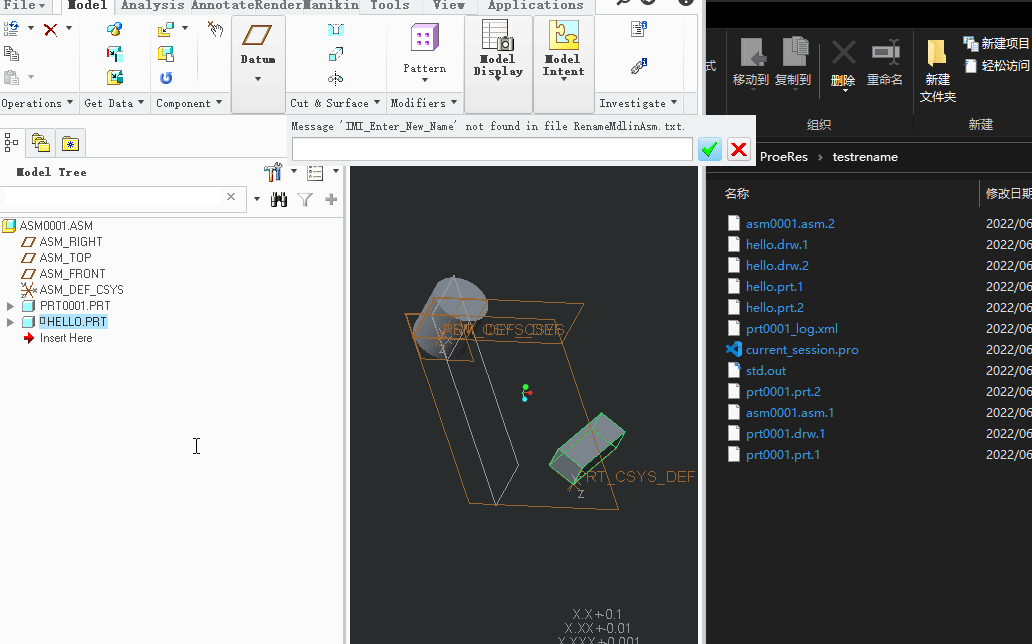 File▾ Model Analysis Annotate Render Manikin Tools View Applications
Datum
Pattern
Model Display
Model Intent
Operations ▾ Get Data ▾ Component ▾ Cut & Surface ▾ Modifiers ▾ Investigate ▾
Message 'IMI_Enter_New_Name' not found in file RenameMdlinAsm.txt.
Model Tree
ASM0001.ASM
ASM_RIGHT
ASM_TOP
ASM_FRONT
ASM_DEF_CSYS
PRT0001.PRT
HELLO.PRT
Insert Here
PRT_CSYS_DEF
Z
Z
X.X+-0.1
X.XX+-0.01
X.XXX+-0.001
式
移动到
复制到
删除
重命名
新建
文件夹
新建项目
轻松访问
组织
新建
ProeRes › testrename
名称
修改日期
asm0001.asm.2 2022/06
hello.drw.1 2022/06
hello.drw.2 2022/06
hello.prt.1 2022/06
hello.prt.2 2022/06
prt0001_log.xml 2022/06
current_session.pro 2022/06
std.out 2022/06
prt0001.prt.2 2022/06
asm0001.asm.1 2022/06
prt0001.drw.1 2022/06
prt0001.prt.1 2022/06